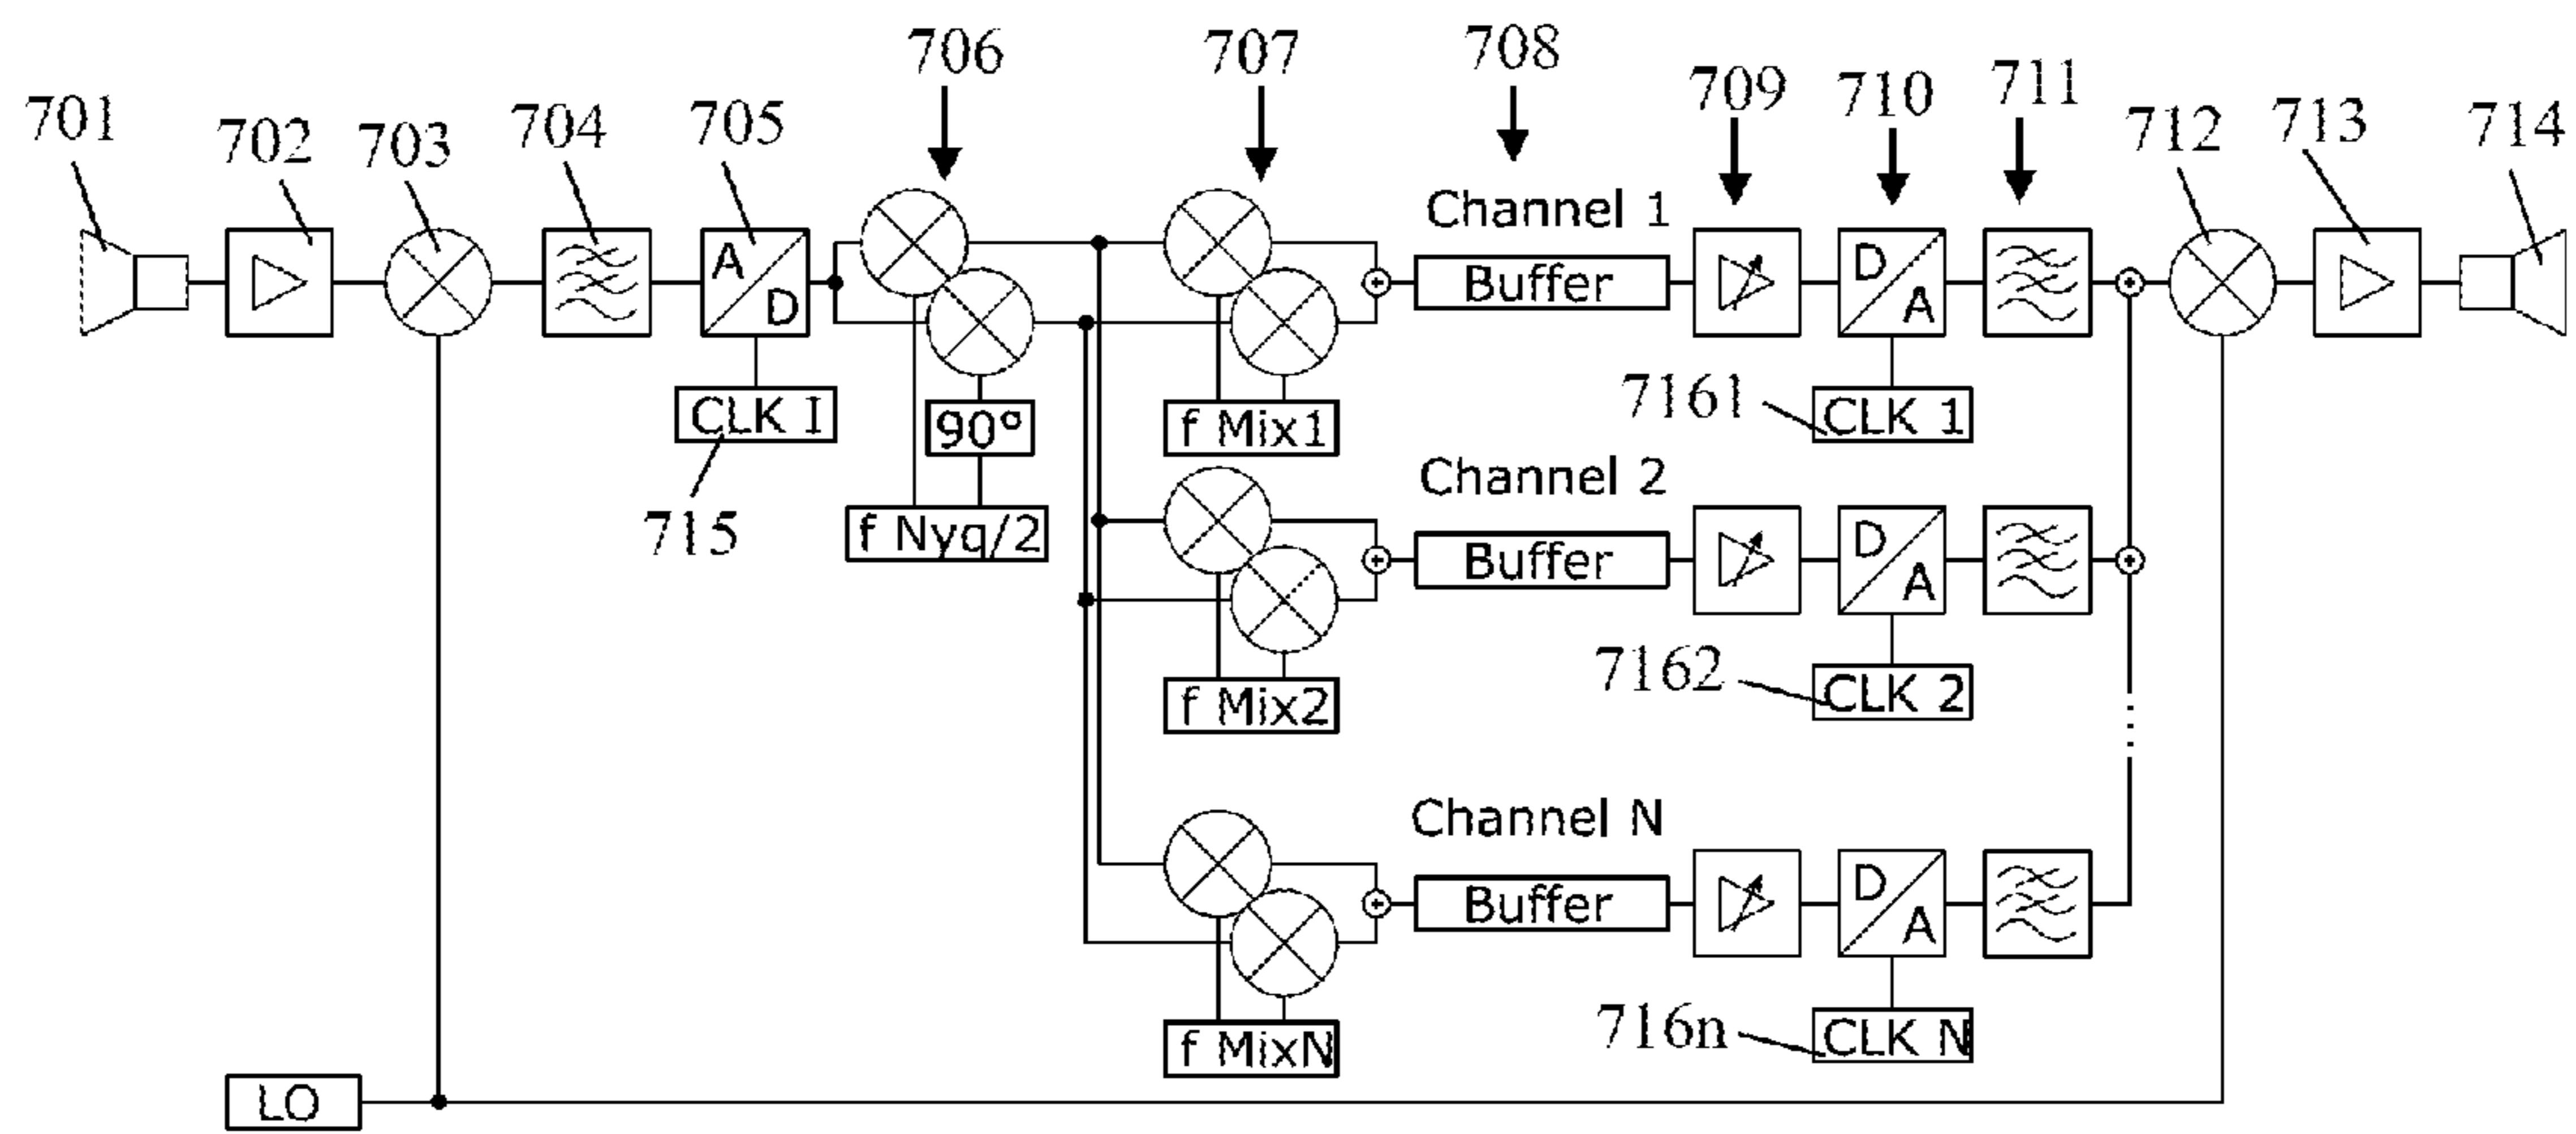 706 707 708
701 702 703 704 705 709 710 711 712 713 714
Channel 1
A D
Buffer
D A
CLK I
90°
f Mix1
7161
CLK 1
715
f Nyq/2
Channel 2
Buffer
D A
7162
CLK 2
f Mix2
Channel N
Buffer
D A
716n
CLK N
f MixN
LO